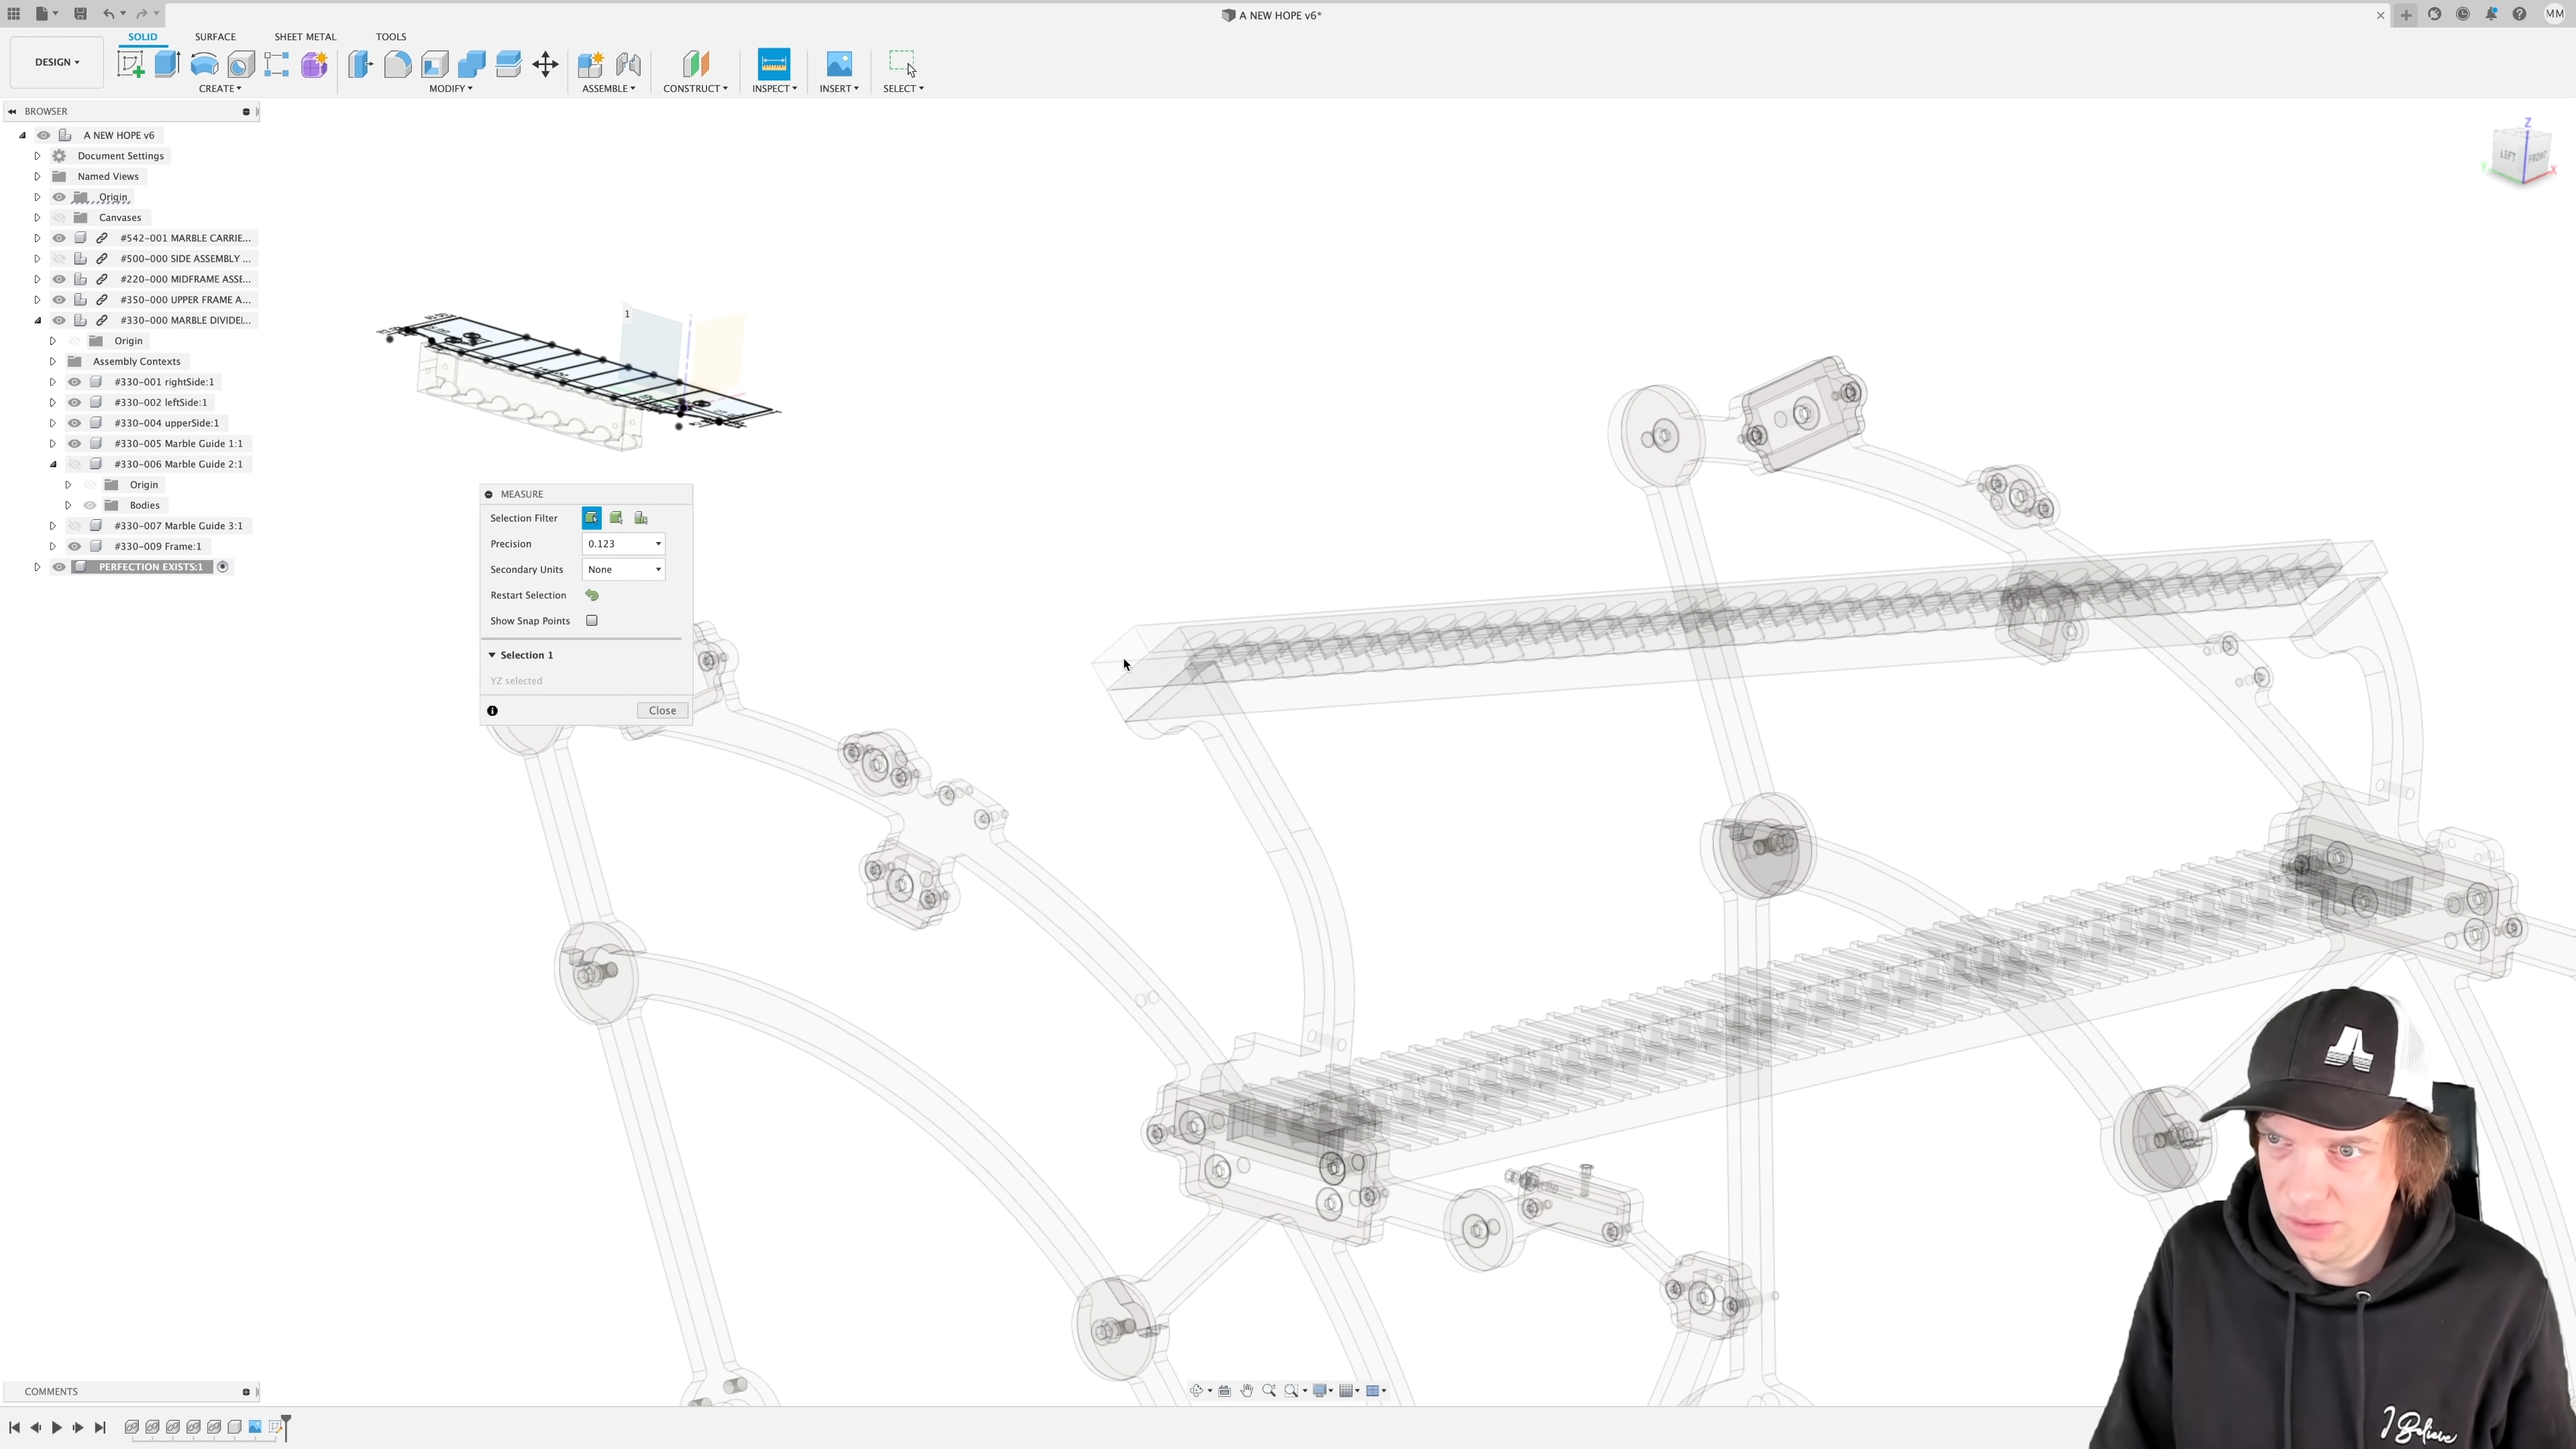 A NEW HOPE v6*
MM
DESIGN
SOLID
SURFACE
SHEET METAL
TOOLS
CREATE
MODIFY
ASSEMBLE
CONSTRUCT
INSPECT
INSERT
SELECT
BROWSER
A NEW HOPE v6
Document Settings
Named Views
Origin
Canvases
#542-001 MARBLE CARRIE...
#500-000 SIDE ASSEMBLY ...
#220-000 MIDFRAME ASSE...
#350-000 UPPER FRAME A...
#330-000 MARBLE DIVIDE...
Origin
Assembly Contexts
#330-001 rightSide:1
#330-002 leftSide:1
#330-004 upperSide:1
#330-005 Marble Guide 1:1
#330-006 Marble Guide 2:1
Origin
Bodies
#330-007 Marble Guide 3:1
#330-009 Frame:1
PERFECTION EXISTS:1
1
MEASURE
Selection Filter
Precision
0.123
Secondary Units
None
Restart Selection
Show Snap Points
Selection 1
YZ selected
Close
Z
LEFT
FRONT
X
COMMENTS
I Believe